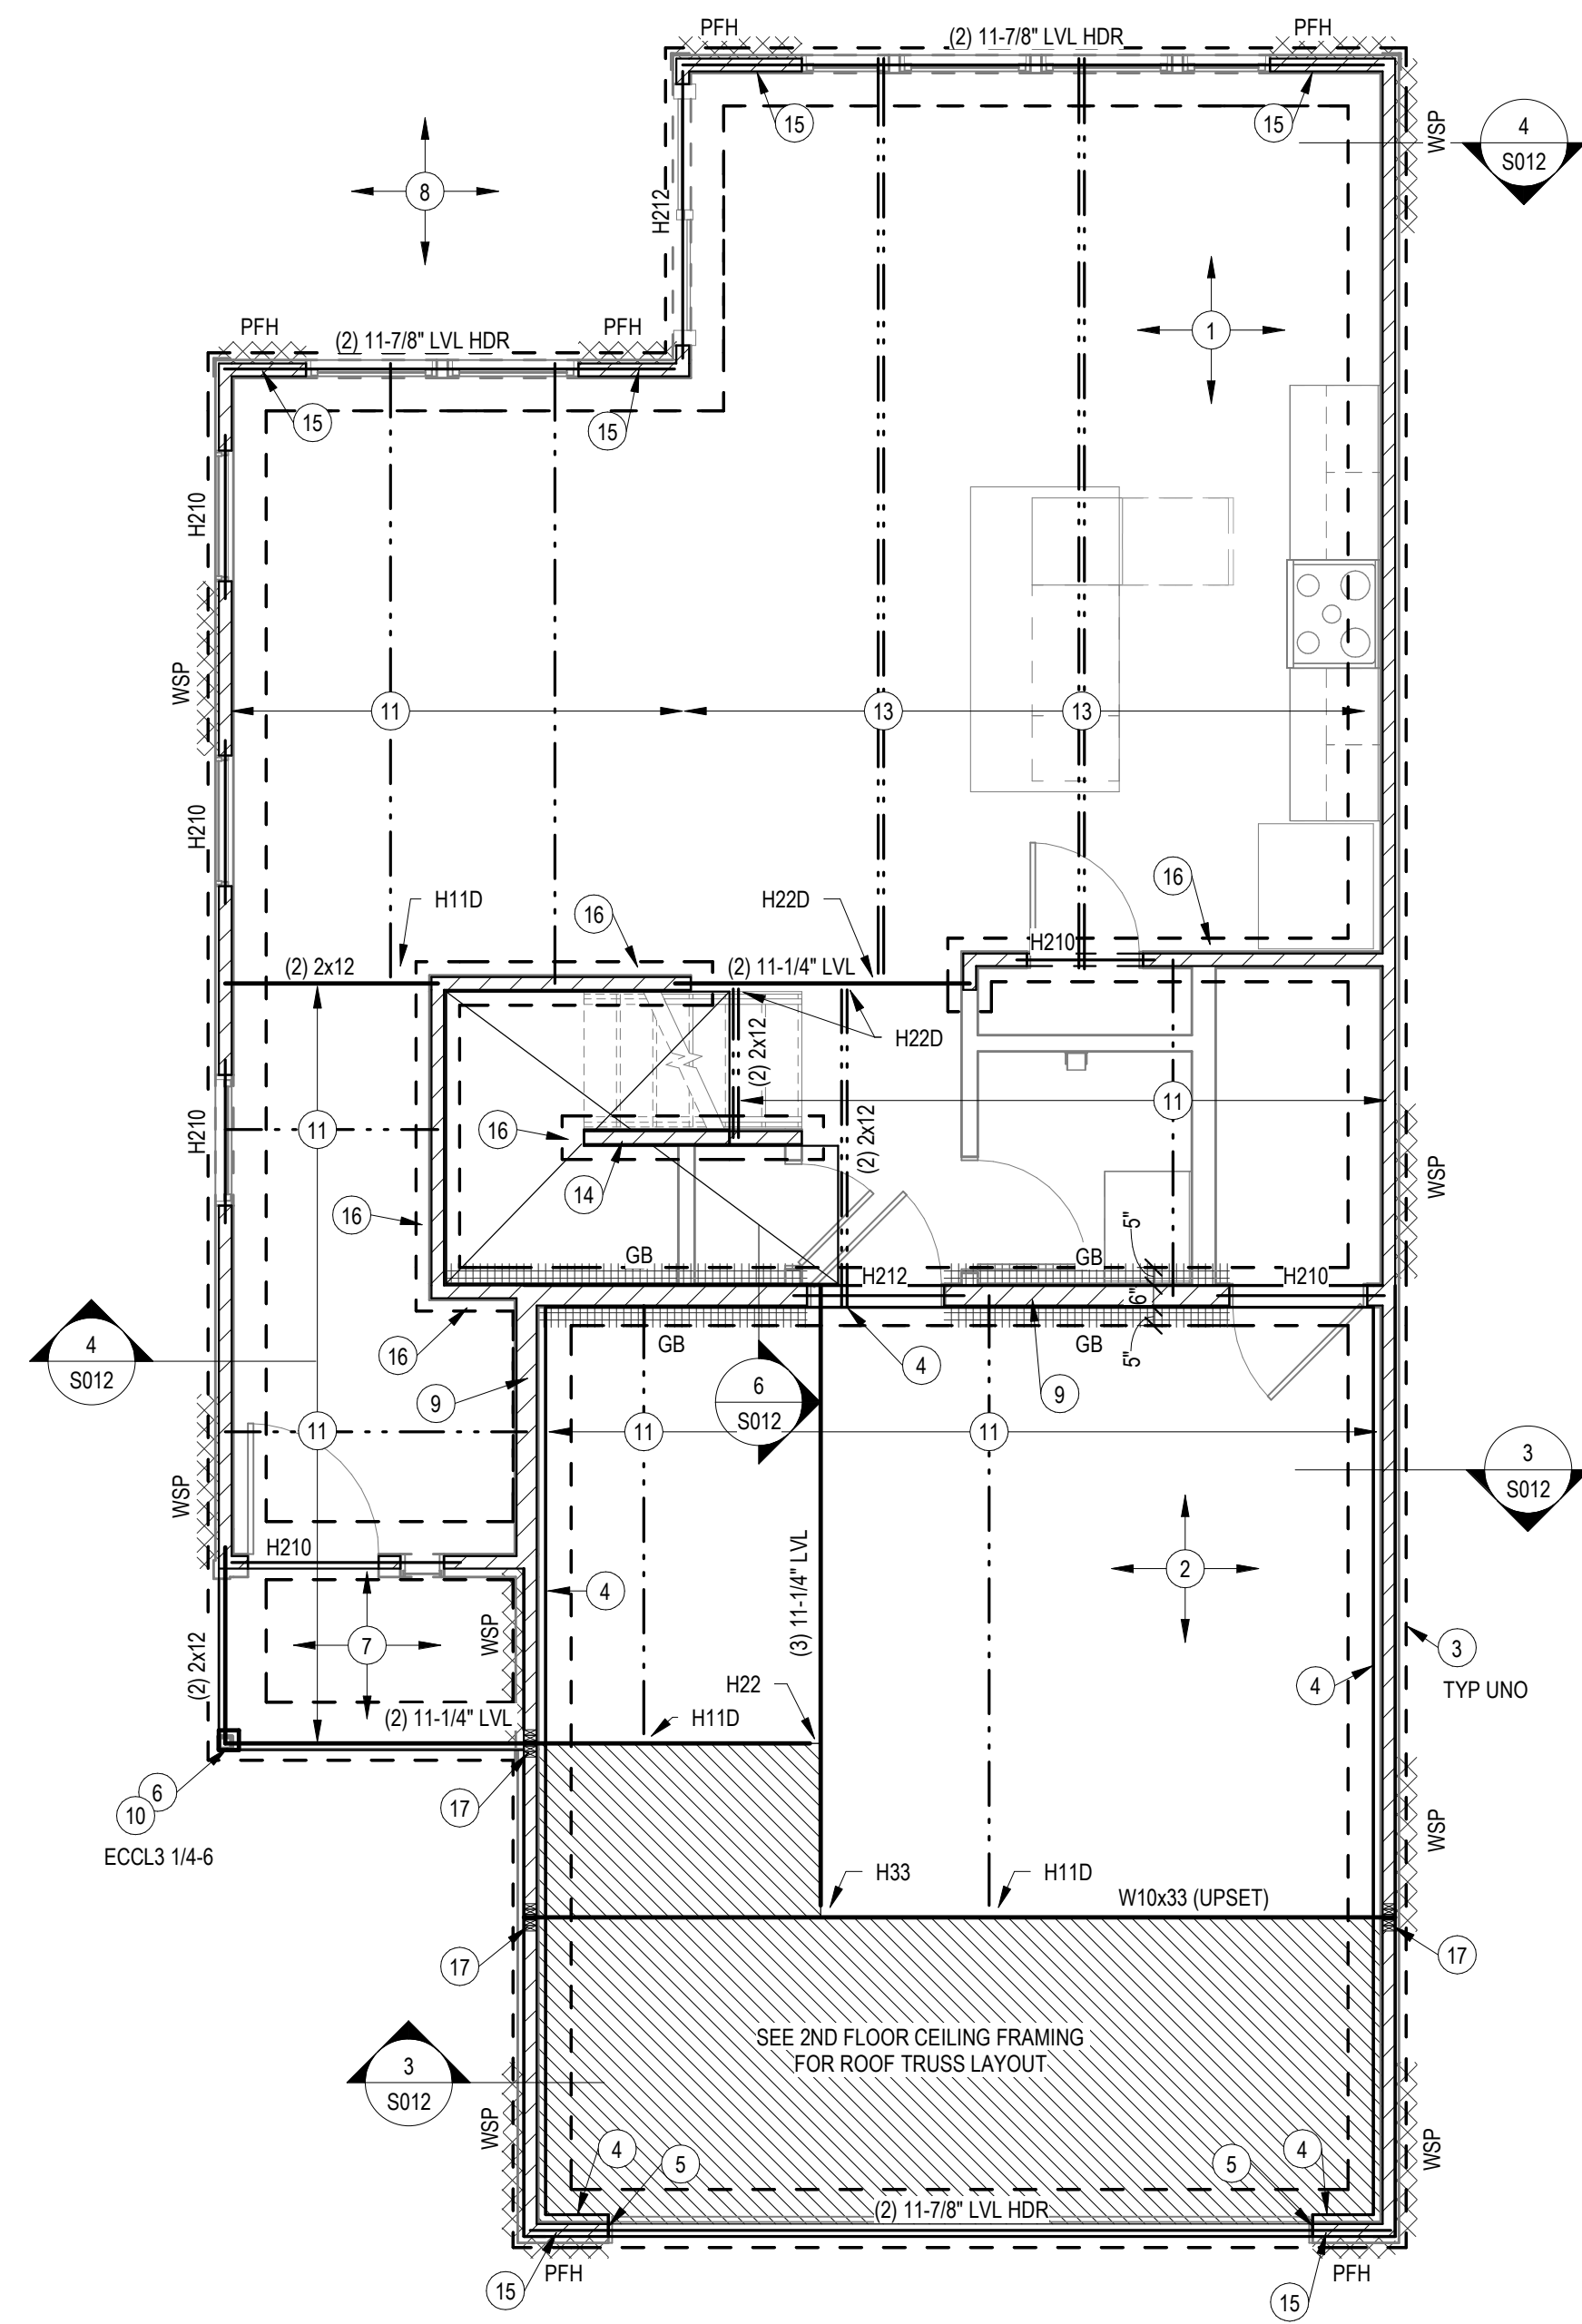 PFH
(2) 11-7/8" LVL HDR
PFH
15
15
WSP
4
S012
8
H212
1
PFH
(2) 11-7/8" LVL HDR
PFH
15
15
H210
WSP
11
13
13
H210
H11D
16
H22D
16
H210
(2) 2x12
(2) 11-1/4" LVL
H22D
(2) 2x12
11
H210
11
16
(2) 2x12
WSP
14
16
5"
GB
GB
H212
H210
6"
16
GB
GB
5"
4
S012
4
6
S012
9
9
11
11
11
3
S012
WSP
H210
2
4
(3) 11-1/4" LVL
7
WSP
3
TYP UNO
4
(2) 2x12
H22
(2) 11-1/4" LVL
H11D
6
10
17
ECCL3 1/4-6
WSP
H33
H11D
W10x33 (UPSET)
17
17
SEE 2ND FLOOR CEILING FRAMING
FOR ROOF TRUSS LAYOUT
3
S012
WSP
WSP
4
5
5
4
(2) 11-7/8" LVL HDR
PFH
PFH
15
15